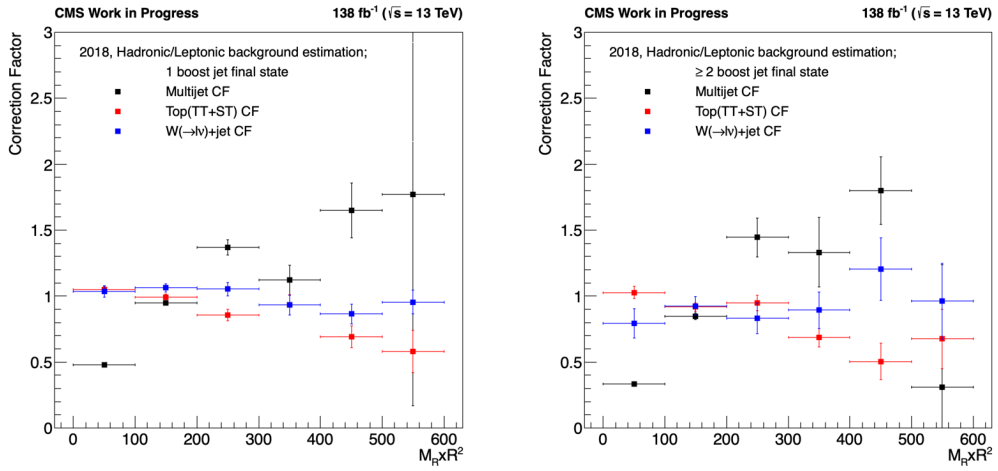 CMS Work in Progress 138 fb⁻¹ (√s = 13 TeV)
Correction Factor
2018, Hadronic/Leptonic background estimation;
1 boost jet final state
Multijet CF
Top(TT+ST) CF
W(→lν)+jet CF
3
2.5
2
1.5
1
0.5
0
0 100 200 300 400 500 600
M_RxR²
CMS Work in Progress 138 fb⁻¹ (√s = 13 TeV)
Correction Factor
2018, Hadronic/Leptonic background estimation;
≥ 2 boost jet final state
Multijet CF
Top(TT+ST) CF
W(→lν)+jet CF
3
2.5
2
1.5
1
0.5
0
0 100 200 300 400 500 600
M_RxR²